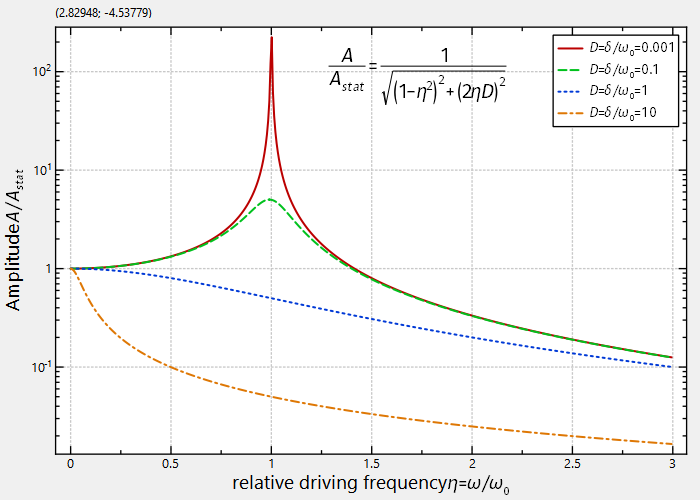 (2.82948; -4.53779)
A/A_stat = 1/√((1−η²)² + (2ηD)²)
D=δ/ω₀=0.001
D=δ/ω₀=0.1
D=δ/ω₀=1
D=δ/ω₀=10
Amplitude A/A_stat
10²
10¹
1
10⁻¹
0 0.5 1 1.5 2 2.5 3
relative driving frequency η=ω/ω₀